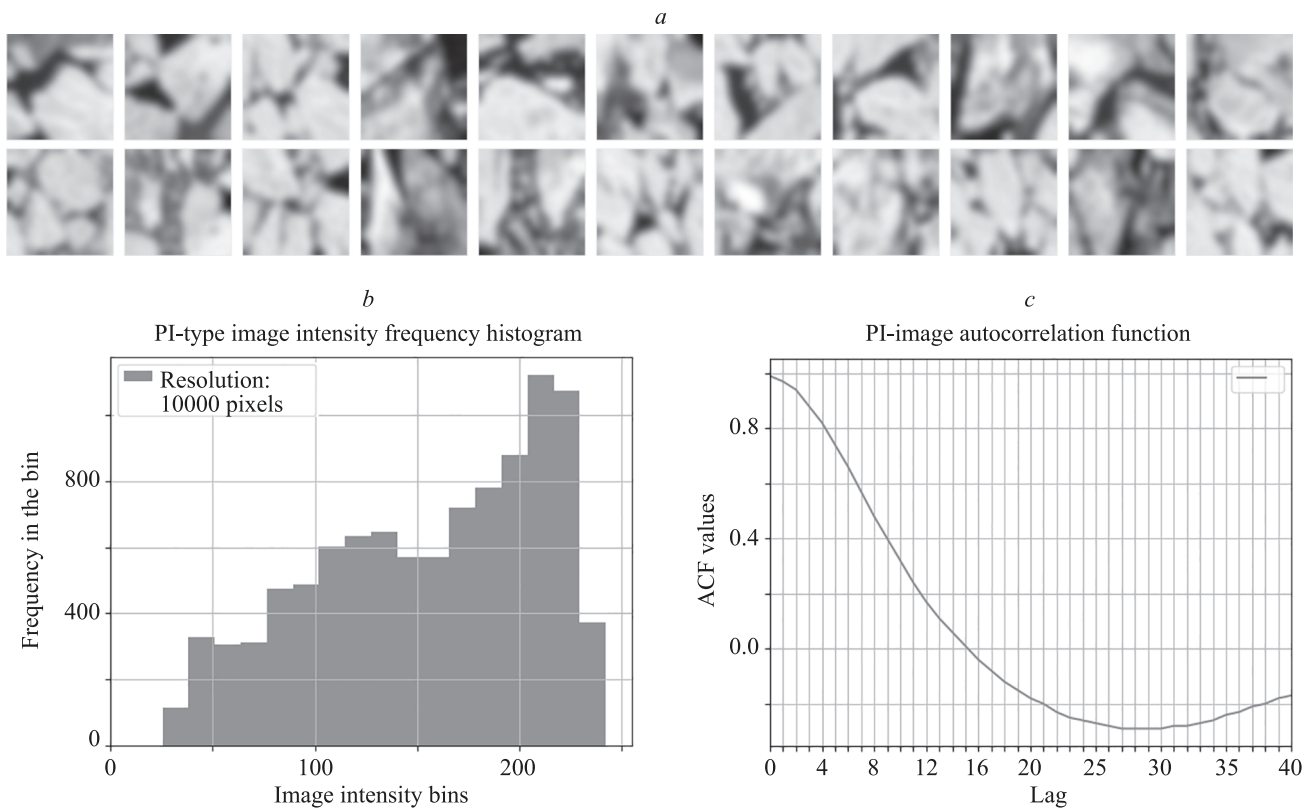 a
b
PI-type image intensity frequency histogram
Resolution:
10000 pixels
Frequency in the bin
800
400
0
0 100 200
Image intensity bins
c
PI-image autocorrelation function
ACF values
0.8
0.4
0.0
0 4 8 12 16 20 25 30 35 40
Lag